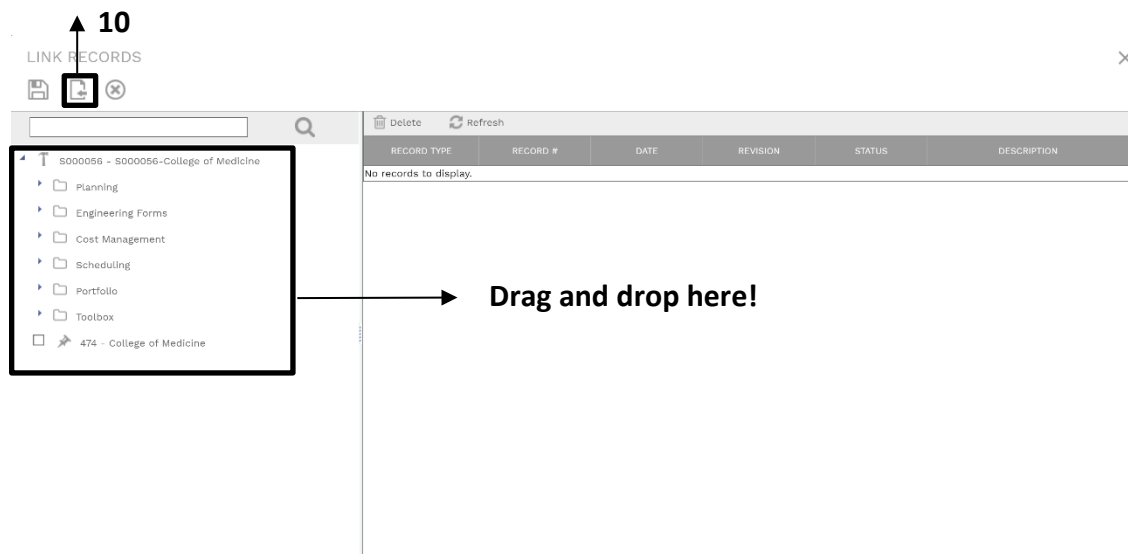 10
LINK RECORDS
Delete Refresh
RECORD TYPE RECORD # DATE REVISION STATUS DESCRIPTION
No records to display.
S000056 - S000056-College of Medicine
Planning
Engineering Forms
Cost Management
Scheduling
Portfolio
Toolbox
474 - College of Medicine
Drag and drop here!